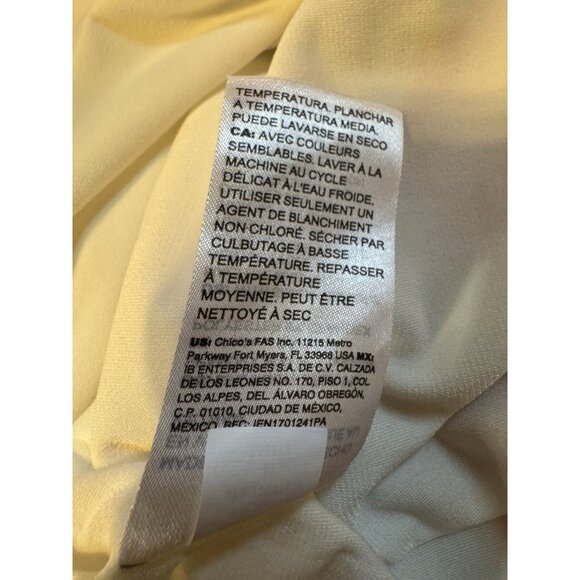 TEMPERATURA. PLANCHAR
A TEMPERATURA MEDIA.
PUEDE LAVARSE EN SECO
CA: AVEC COULEURS
SEMBLABLES, LAVER À LA
MACHINE AU CYCLE
DÉLICAT À L'EAU FROIDE.
UTILISER SEULEMENT UN
AGENT DE BLANCHIMENT
NON CHLORÉ. SÉCHER PAR
CULBUTAGE À BASSE
TEMPÉRATURE. REPASSER
À TEMPÉRATURE
MOYENNE. PEUT ÊTRE
NETTOYÉ À SEC
US: Chico's FAS Inc. 11215 Metro
Parkway Fort Myers, FL 33966 USA MX:
IB ENTERPRISES S.A. DE C.V. CALZADA
DE LOS LEONES NO. 170, PISO 1, COL
LOS ALPES, DEL. ÁLVARO OBREGÓN,
C.P. 01010, CIUDAD DE MÉXICO,
MÉXICO. RFC: IEN1701241PA